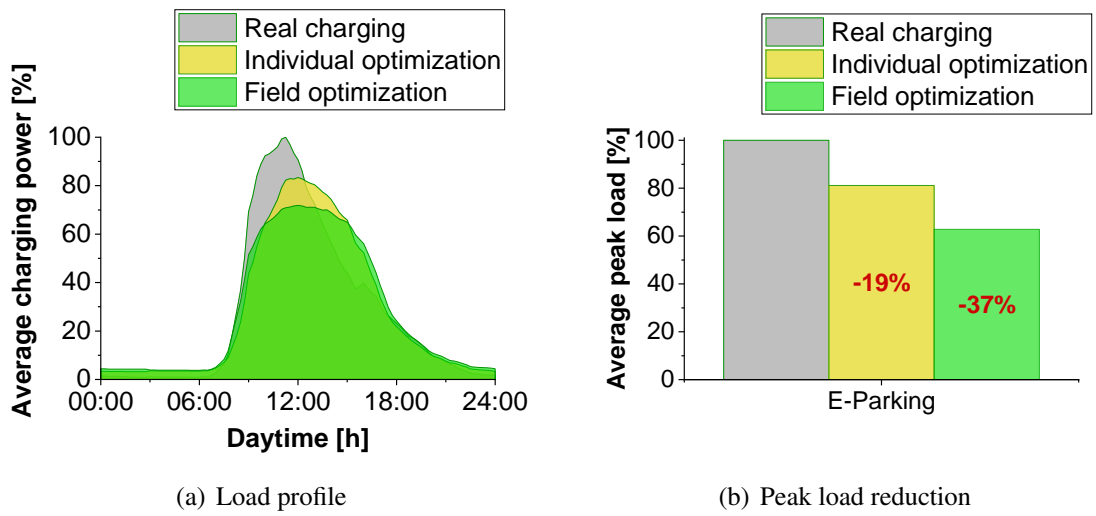 Real charging
Individual optimization
Field optimization
Average charging power [%]
100
80
60
40
20
0
00:00 06:00 12:00 18:00 24:00
Daytime [h]
(a) Load profile
Real charging
Individual optimization
Field optimization
Average peak load [%]
100
80
60
40
20
0
-19%
-37%
E-Parking
(b) Peak load reduction